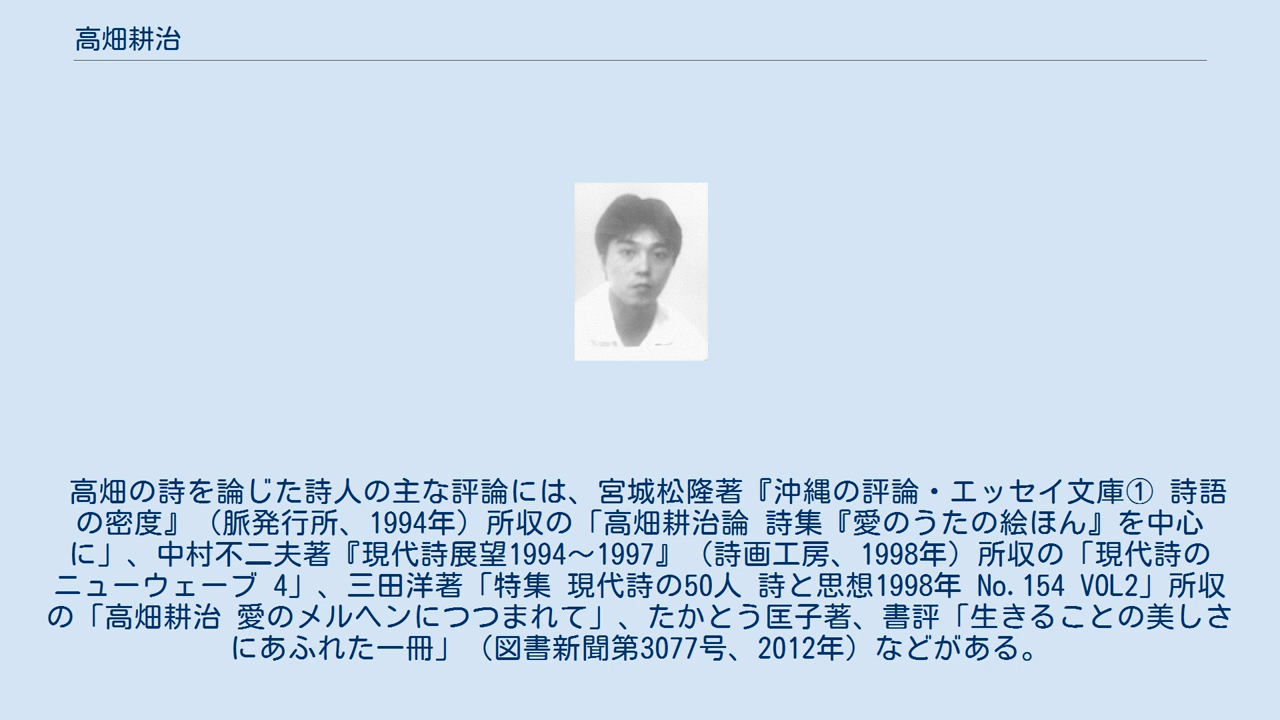 高畑耕治
高畑の詩を論じた詩人の主な評論には、宮城松隆著『沖縄の評論・エッセイ文庫① 詩語
の密度』（脈発行所、1994年）所収の「高畑耕治論 詩集『愛のうたの絵ほん』を中心
に」、中村不二夫著『現代詩展望1994～1997』（詩画工房、1998年）所収の「現代詩の
ニューウェーブ 4」、三田洋著「特集 現代詩の50人 詩と思想1998年 No.154 VOL2」所収
の「高畑耕治 愛のメルヘンにつつまれて」、たかとう匡子著、書評「生きることの美しさ
にあふれた一冊」（図書新聞第3077号、2012年）などがある。